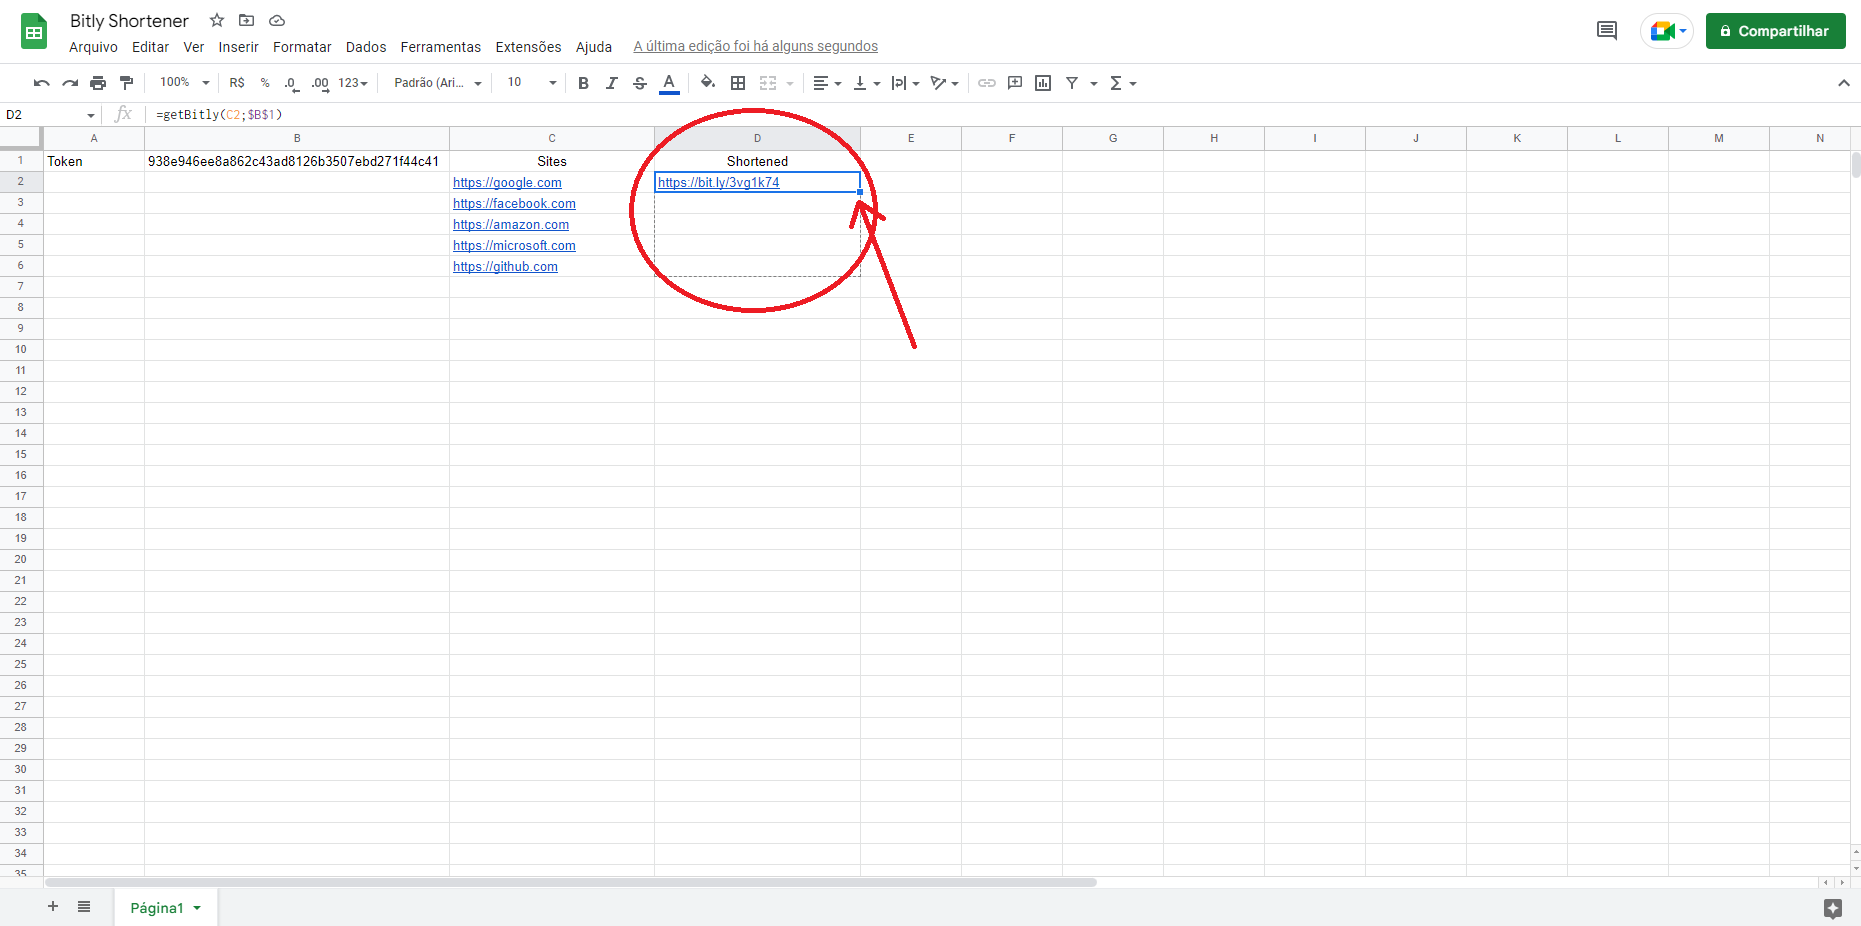 Bitly Shortener
Arquivo Editar Ver Inserir Formatar Dados Ferramentas Extensões Ajuda A última edição foi há alguns segundos
Compartilhar
100% R$ % .0 .00 123 Padrão (Ari... 10 B I S A
D2 fx =getBitly(C2;$B$1)
A B C D E F G H I J K L M N
1 Token 938e946ee8a862c43ad8126b3507ebd271f44c41 Sites Shortened
2 https://google.com https://bit.ly/3vg1k74
3 https://facebook.com
4 https://amazon.com
5 https://microsoft.com
6 https://github.com
7
8
9
10
11
12
13
14
15
16
17
18
19
20
21
22
23
24
25
26
27
28
29
30
31
32
33
34
35
Página1